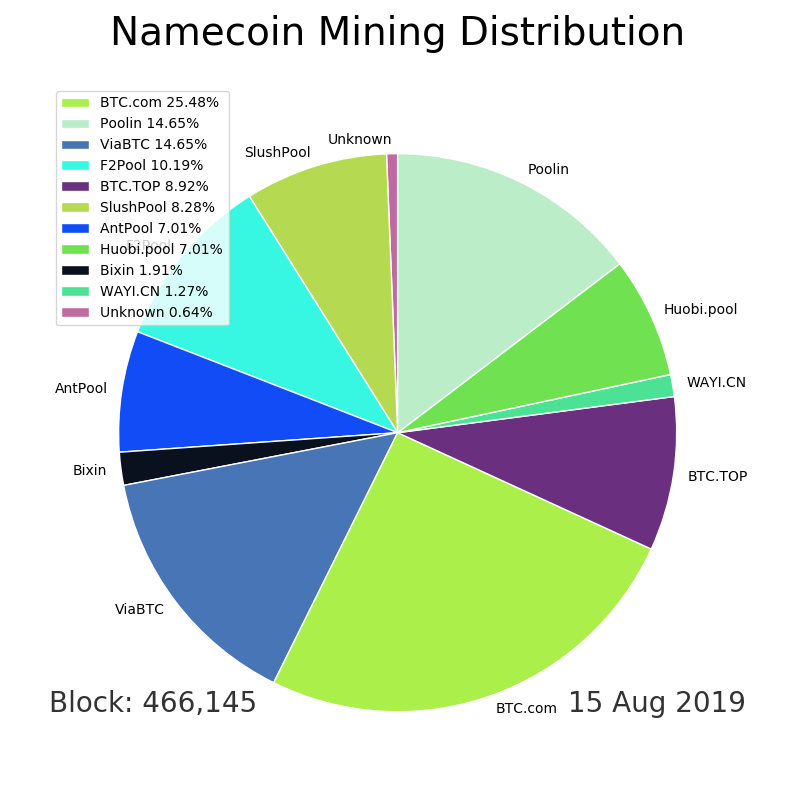 Namecoin Mining Distribution
BTC.com 25.48%
Poolin 14.65%
ViaBTC 14.65%
F2Pool 10.19%
BTC.TOP 8.92%
SlushPool 8.28%
AntPool 7.01%
Huobi.pool 7.01%
Bixin 1.91%
WAYI.CN 1.27%
Unknown 0.64%
Unknown
SlushPool
Poolin
F2Pool
Huobi.pool
WAYI.CN
AntPool
Bixin
BTC.TOP
ViaBTC
BTC.com
Block: 466,145
15 Aug 2019